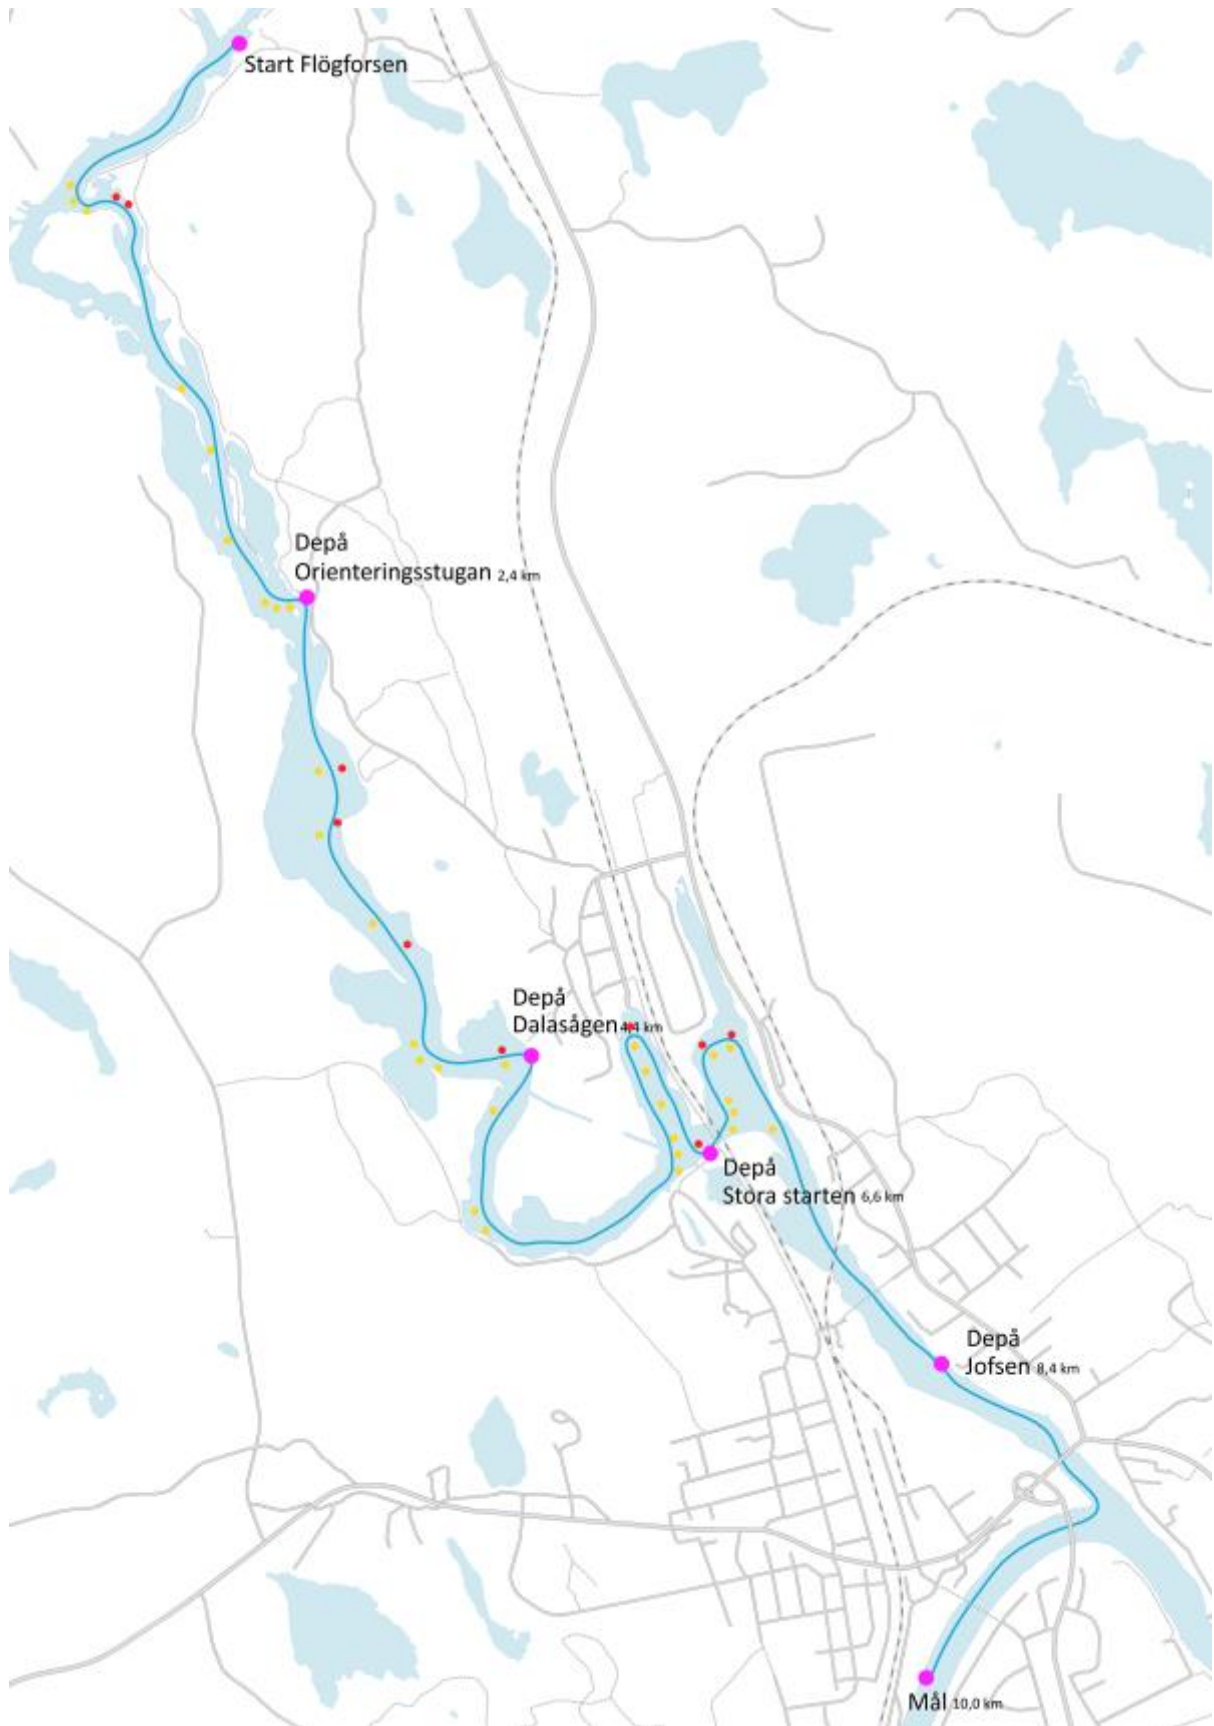 Start Flögforsen
Depå
Orienteringsstugan 2,4 km
Depå
Dalasågen 4,4 km
Depå
Stora starten 6,6 km
Depå
Jofsen 8,4 km
Mål 10,0 km